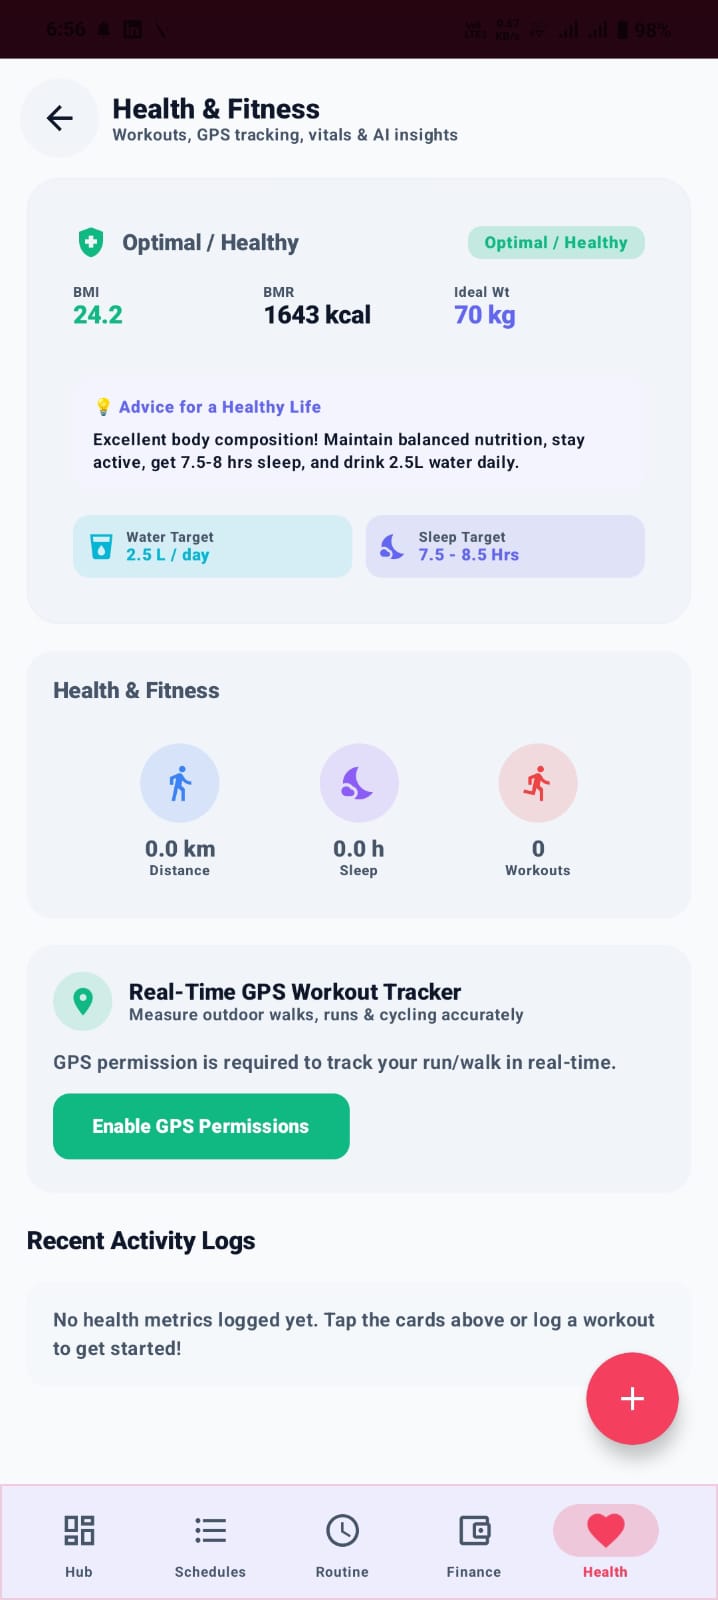 6:56
98%
Health & Fitness
Workouts, GPS tracking, vitals & AI insights
Optimal / Healthy
Optimal / Healthy
BMI
BMR
Ideal Wt
24.2
1643 kcal
70 kg
💡 Advice for a Healthy Life
Excellent body composition! Maintain balanced nutrition, stay
active, get 7.5-8 hrs sleep, and drink 2.5L water daily.
Water Target
2.5 L / day
Sleep Target
7.5 - 8.5 Hrs
Health & Fitness
0.0 km
Distance
0.0 h
Sleep
0
Workouts
Real-Time GPS Workout Tracker
Measure outdoor walks, runs & cycling accurately
GPS permission is required to track your run/walk in real-time.
Enable GPS Permissions
Recent Activity Logs
No health metrics logged yet. Tap the cards above or log a workout
to get started!
Hub
Schedules
Routine
Finance
Health